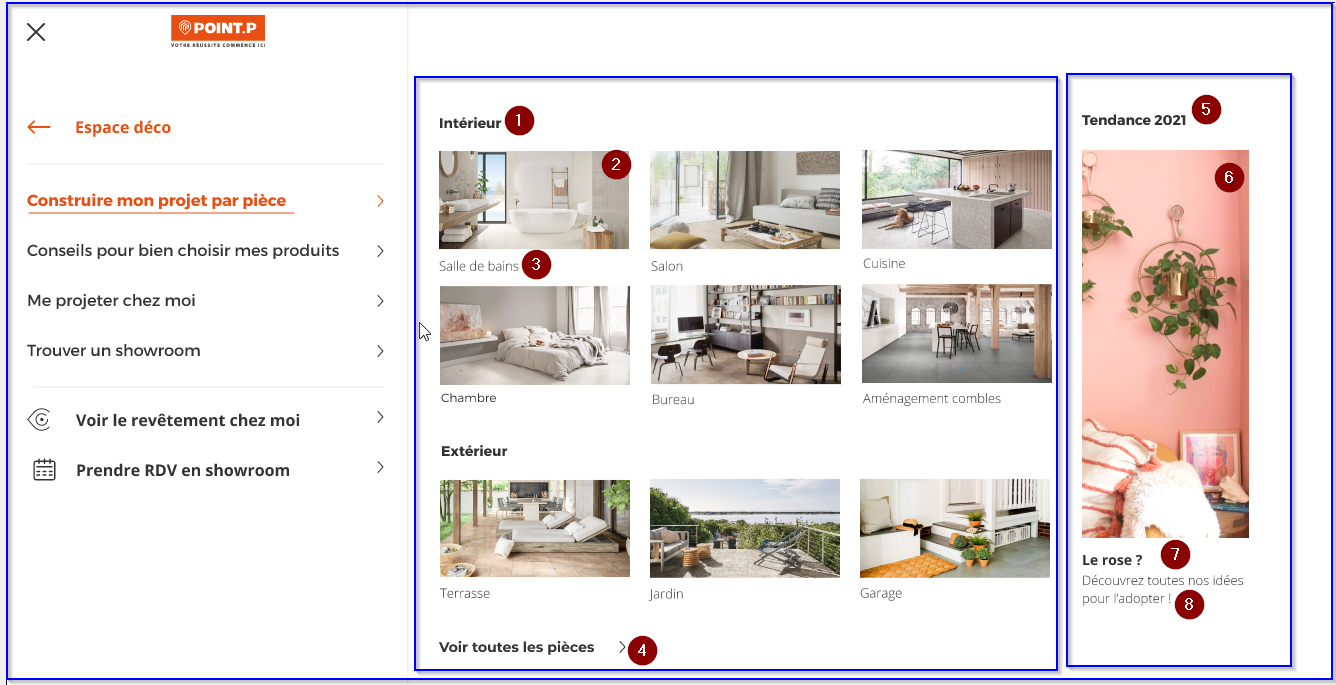 POINT.P
VOTRE RÉUSSITE COMMENCE ICI
Espace déco
Construire mon projet par pièce
Conseils pour bien choisir mes produits
Me projeter chez moi
Trouver un showroom
Voir le revêtement chez moi
Prendre RDV en showroom
Intérieur 1
2
Salle de bains 3
Salon
Cuisine
Chambre
Bureau
Aménagement combles
Extérieur
Terrasse
Jardin
Garage
Voir toutes les pièces 4
Tendance 2021 5
6
Le rose ? 7
Découvrez toutes nos idées
pour l'adopter ! 8